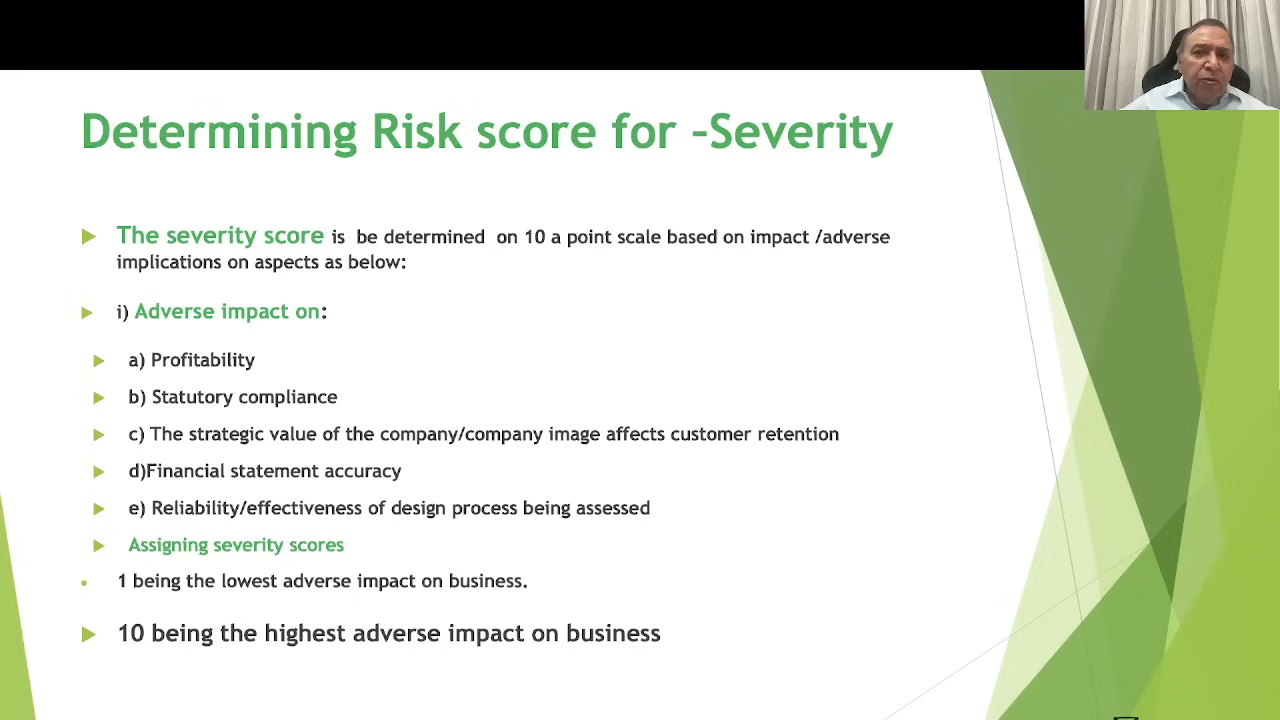 Determining Risk score for –Severity
The severity score is be determined on 10 a point scale based on impact /adverse
implications on aspects as below:
i) Adverse impact on:
a) Profitability
b) Statutory compliance
c) The strategic value of the company/company image affects customer retention
d)Financial statement accuracy
e) Reliability/effectiveness of design process being assessed
Assigning severity scores
1 being the lowest adverse impact on business.
10 being the highest adverse impact on business